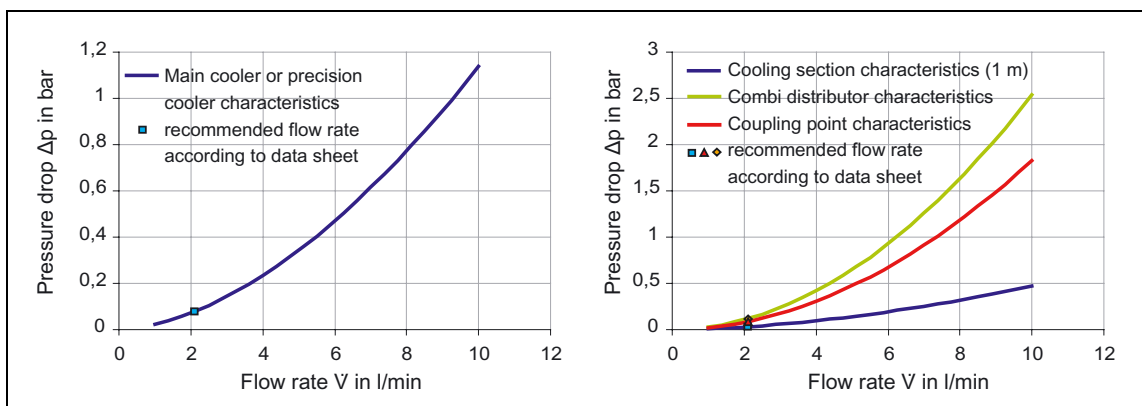 Pressure drop Δp in bar
1,2
1
0,8
0,6
0,4
0,2
0
Main cooler or precision
cooler characteristics
recommended flow rate
according to data sheet
0 2 4 6 8 10 12
Flow rate V̇ in l/min
Pressure drop Δp in bar
3
2,5
2
1,5
1
0,5
0
Cooling section characteristics (1 m)
Combi distributor characteristics
Coupling point characteristics
recommended flow rate
according to data sheet
0 2 4 6 8 10 12
Flow rate V̇ in l/min